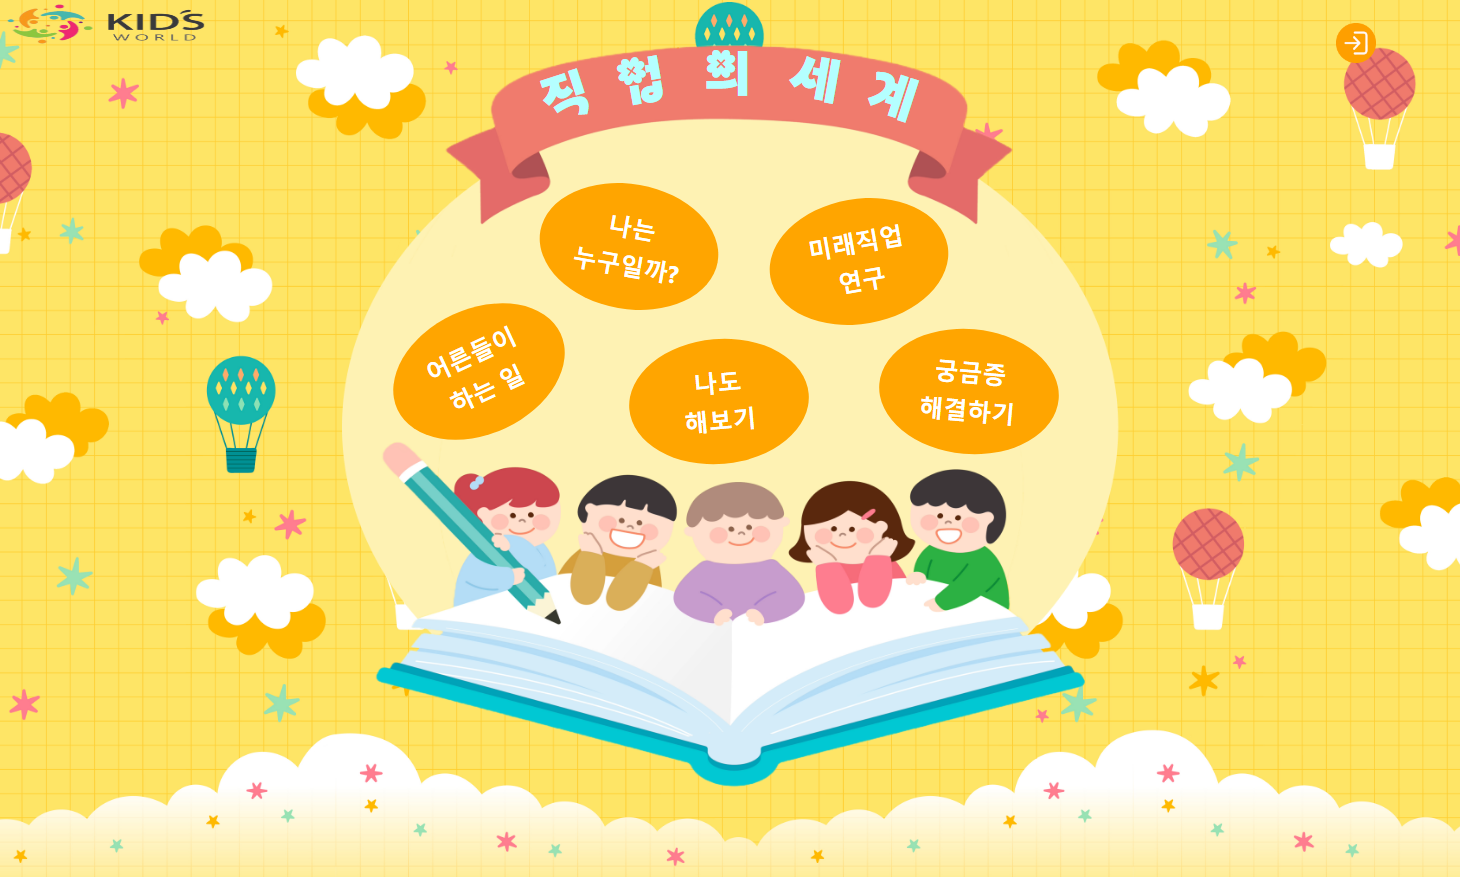 KID'S
WORLD
직업의 세계
나는
누구일까?
미래직업
연구
어른들이
하는 일
나도
해보기
궁금증
해결하기